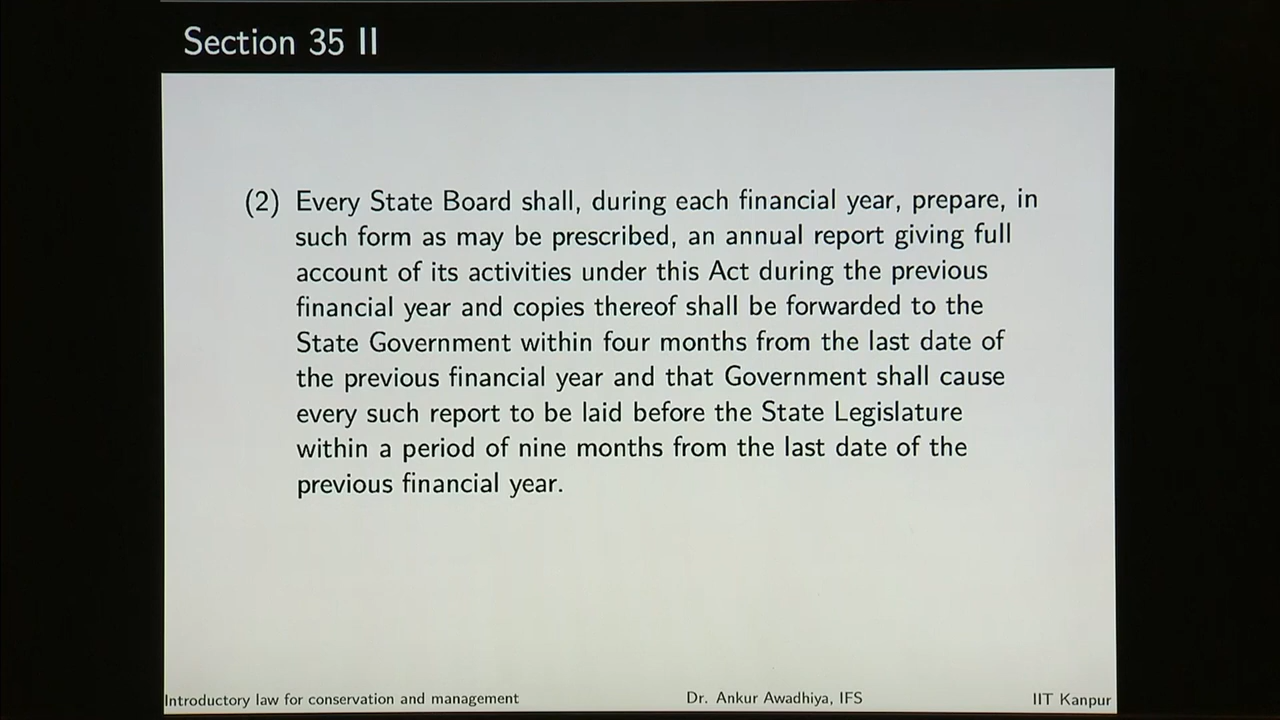 Section 35 II
(2) Every State Board shall, during each financial year, prepare, in
such form as may be prescribed, an annual report giving full
account of its activities under this Act during the previous
financial year and copies thereof shall be forwarded to the
State Government within four months from the last date of
the previous financial year and that Government shall cause
every such report to be laid before the State Legislature
within a period of nine months from the last date of the
previous financial year.
Introductory law for conservation and management Dr. Ankur Awadhiya, IFS IIT Kanpur